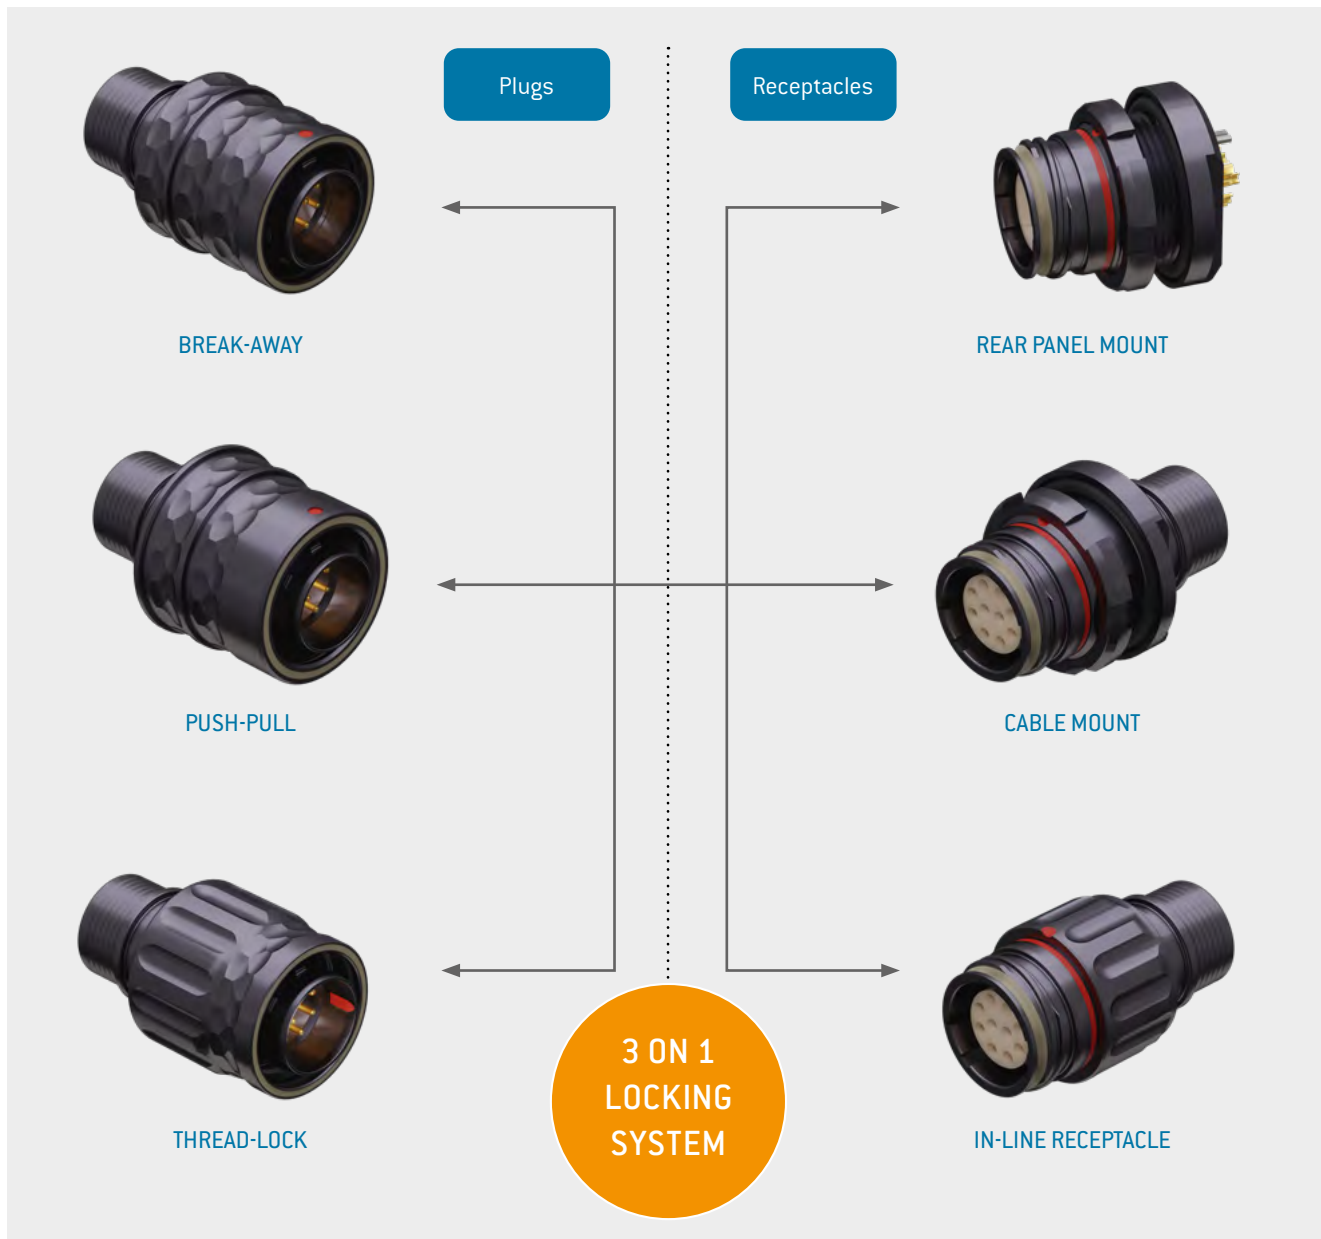 Plugs
Receptacles
BREAK-AWAY
REAR PANEL MOUNT
PUSH-PULL
CABLE MOUNT
THREAD-LOCK
IN-LINE RECEPTACLE
3 ON 1
LOCKING
SYSTEM